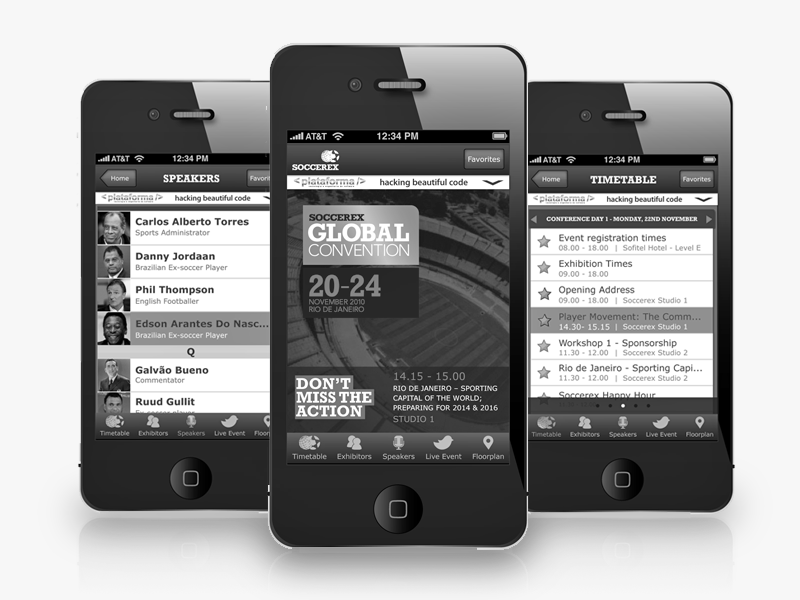 AT&T 12:34 PM
Home SPEAKERS Favori
<plataforma/> hacking beautiful code
Carlos Alberto Torres
Sports Administrator
Danny Jordaan
Brazilian Ex-soccer Player
Phil Thompson
English Footballer
Edson Arantes Do Nasc...
Brazilian Ex-soccer Player
Q
Galvão Bueno
Commentator
Ruud Gullit
Ex-soccer player
Timetable Exhibitors Speakers Live Event Floor
AT&T 12:34 PM
SOCCEREX Favorites
<plataforma/> hacking beautiful code
SOCCEREX
GLOBAL
CONVENTION
20-24
NOVEMBER 2010
RIO DE JANEIRO
DON'T
MISS THE
ACTION
14.15 - 15.00
RIO DE JANEIRO – SPORTING
CAPITAL OF THE WORLD;
PREPARING FOR 2014 & 2016
STUDIO 1
Timetable Exhibitors Speakers Live Event Floorplan
AT&T 12:34 PM
Home TIMETABLE Favorites
<plataforma/> hacking beautiful code
CONFERENCE DAY 1 - MONDAY, 22ND NOVEMBER
Event registration times
08.00 - 18.00 | Sofitel Hotel - Level E
Exhibition Times
09.00 - 18.00
Opening Address
09.00 - 18.00 | Soccerex Studio 1
Player Movement: The Comm...
14.30- 15.15 | Soccerex Studio 1
Workshop 1 - Sponsorship
11.30 - 12.00 | Soccerex Studio 2
Rio de Janeiro - Sporting Capi...
11.30 - 12.00 | Soccerex Studio 2
Soccerex Happy Hour
Timetable Exhibitors Speakers Live Event Floorplan